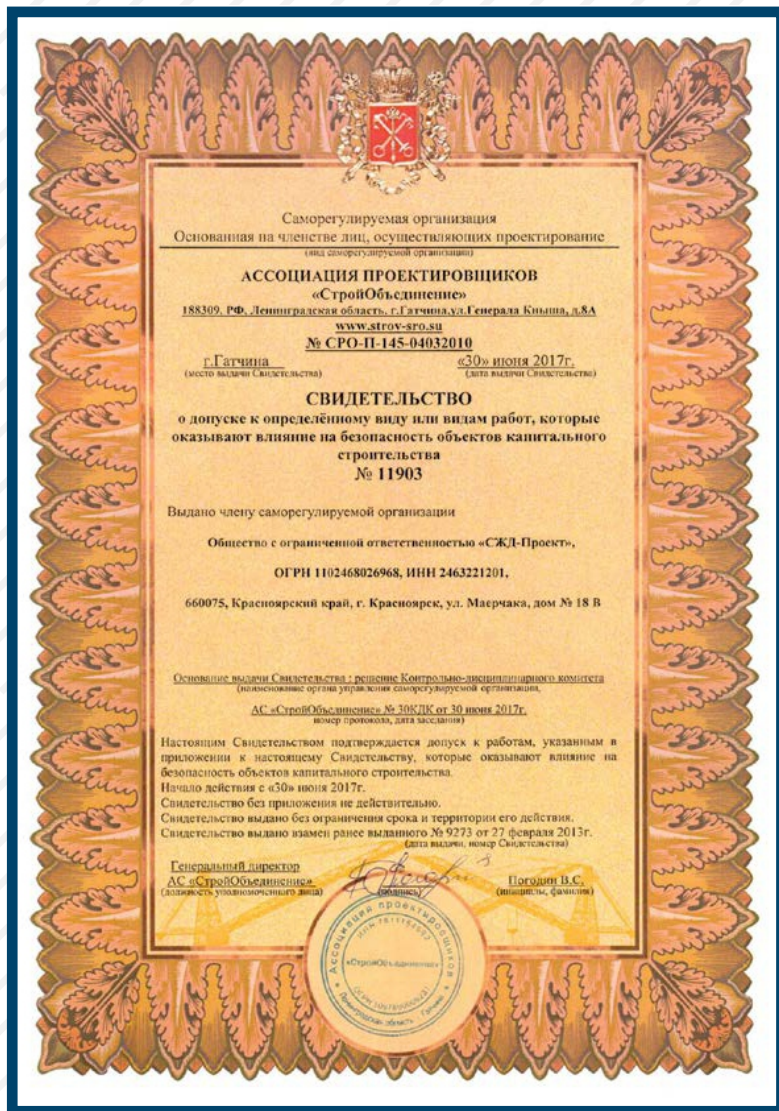 Саморегулируемая организация
Основанная на членстве лиц, осуществляющих проектирование
(вид саморегулируемой организации)
АССОЦИАЦИЯ ПРОЕКТИРОВЩИКОВ
«СтройОбъединение»
188309, РФ, Ленинградская область, г.Гатчина,ул.Генерала Кныша, д.8А
www.stroy-sro.su
№ СРО-П-145-04032010
г.Гатчина «30» июня 2017г.
(место выдачи Свидетельства) (дата выдачи Свидетельства)
СВИДЕТЕЛЬСТВО
о допуске к определённому виду или видам работ, которые
оказывают влияние на безопасность объектов капитального
строительства
№ 11903
Выдано члену саморегулируемой организации
Общество с ограниченной ответственностью «СЖД-Проект»,
ОГРН 1102468026968, ИНН 2463221201,
660075, Красноярский край, г. Красноярск, ул. Маерчака, дом № 18 В
Основание выдачи Свидетельства : решение Контрольно-дисциплинарного комитета
(наименование органа управления саморегулируемой организации,
АС «СтройОбъединение» № 30КДК от 30 июня 2017г.
номер протокола, дата заседания)
Настоящим Свидетельством подтверждается допуск к работам, указанным в
приложении к настоящему Свидетельству, которые оказывают влияние на
безопасность объектов капитального строительства.
Начало действия с «30» июня 2017г.
Свидетельство без приложения не действительно.
Свидетельство выдано без ограничения срока и территории его действия.
Свидетельство выдано взамен ранее выданного № 9273 от 27 февраля 2013г.
(дата выдачи, номер Свидетельства)
Генеральный директор
АС «СтройОбъединение» Погодин В.С.
(должность уполномоченного лица) (подпись) (инициалы, фамилия)
Ассоциация проектировщиков
«СтройОбъединение»
Ленинградская область Гатчина